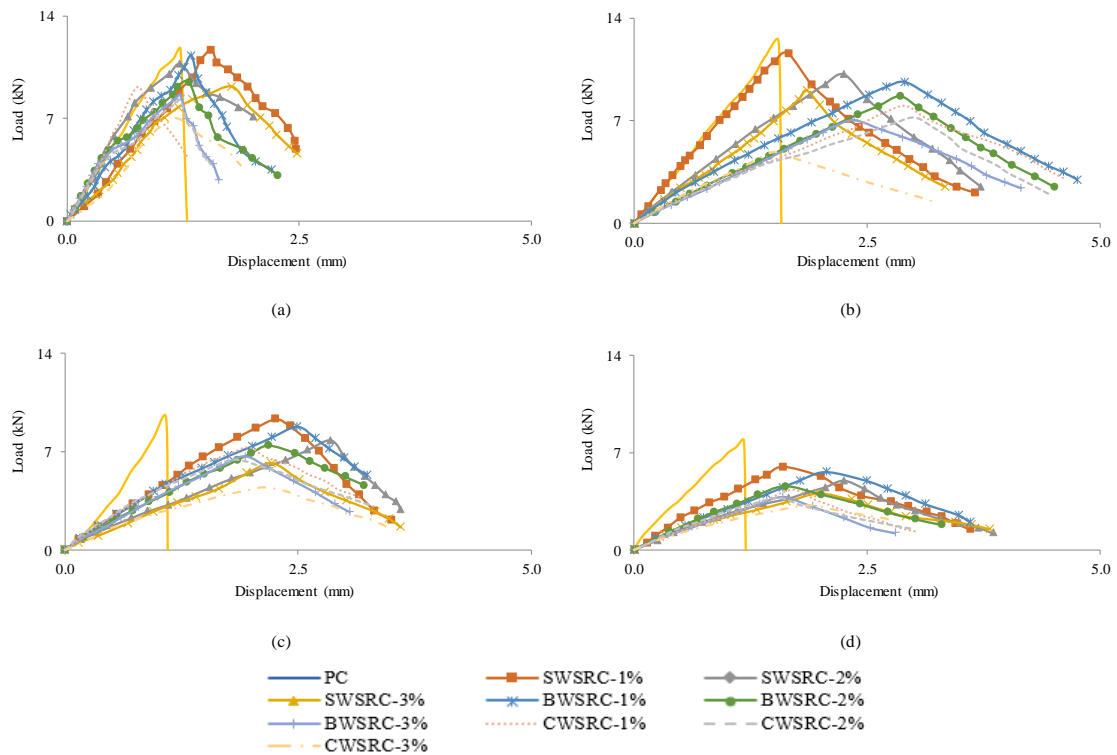 14
7
0
Load (kN)
0.0 2.5 5.0
Displacement (mm)
(a)
14
7
0
Load (kN)
0.0 2.5 5.0
Displacement (mm)
(b)
14
7
0
Load (kN)
0.0 2.5 5.0
Displacement (mm)
(c)
14
7
0
Load (kN)
0.0 2.5 5.0
Displacement (mm)
(d)
PC SWSRC-1% SWSRC-2%
SWSRC-3% BWSRC-1% BWSRC-2%
BWSRC-3% CWSRC-1% CWSRC-2%
CWSRC-3%